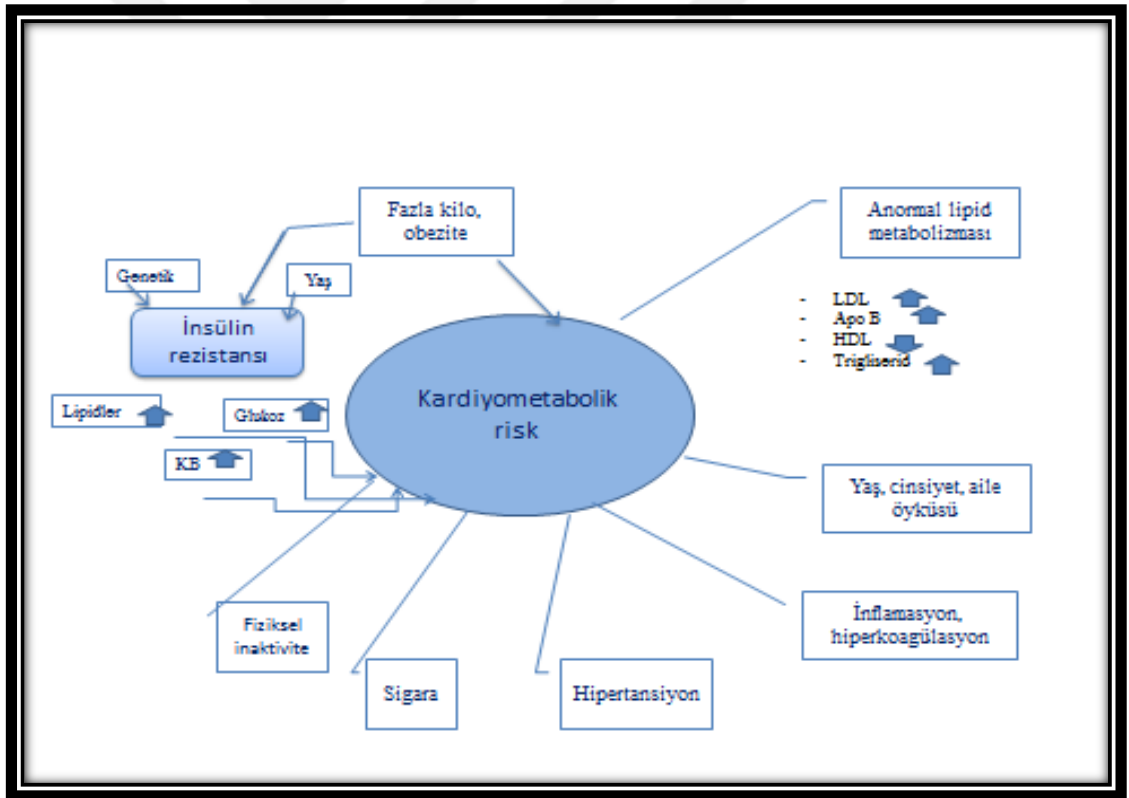 Fazla kilo,
obezite
Anormal lipid
metabolizması
Genetik
Yaş
İnsülin
rezistansı
- LDL
- Apo B
- HDL
- Trigliserid
Lipidler
Glukoz
KB
Kardiyometabolik
risk
Yaş, cinsiyet, aile
öyküsü
İnflamasyon,
hiperkoagülasyon
Fiziksel
inaktivite
Sigara
Hipertansiyon